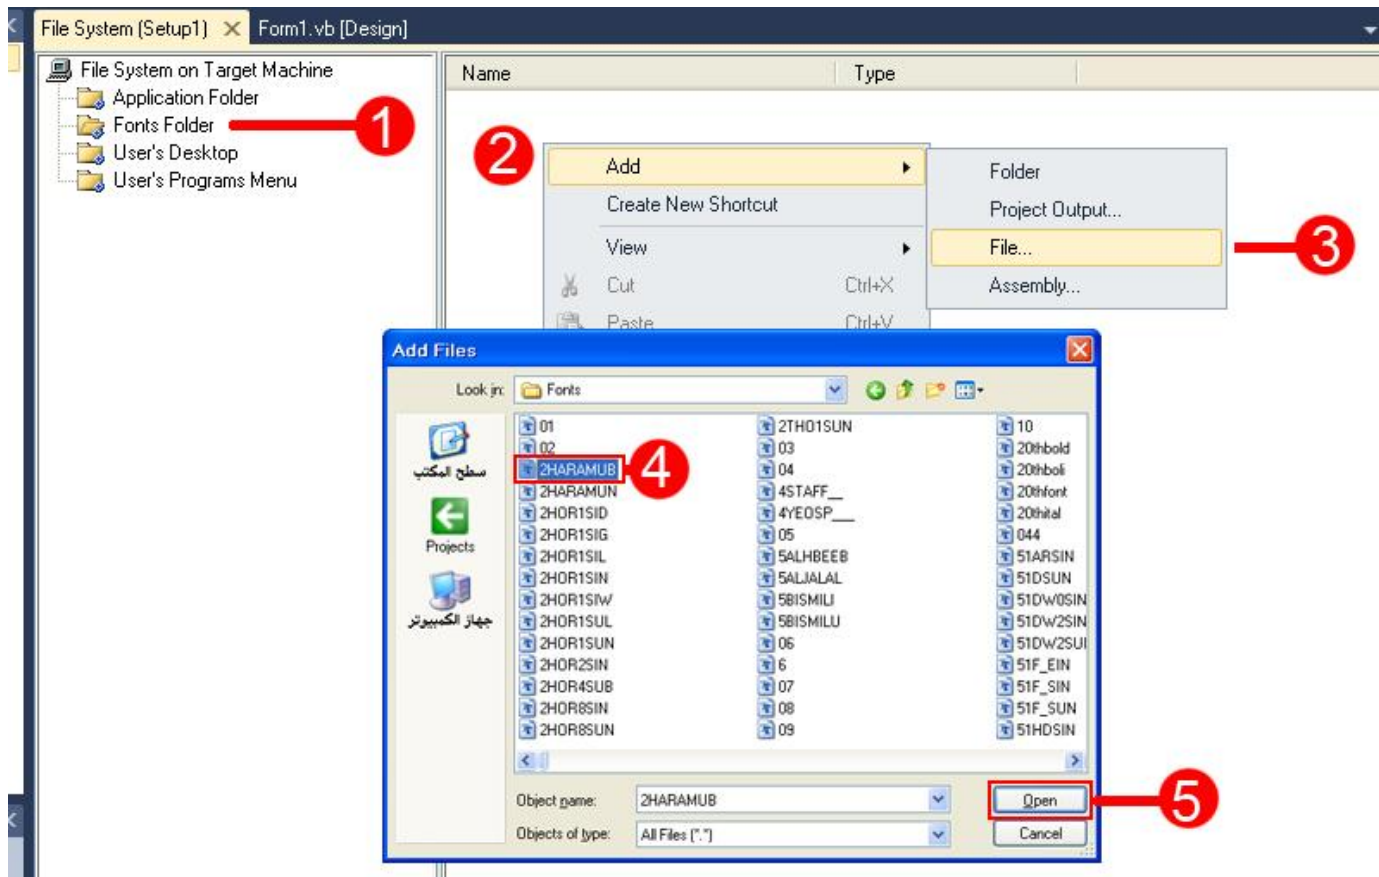 File System (Setup1)
Form1.vb [Design]
File System on Target Machine
Application Folder
Fonts Folder
User's Desktop
User's Programs Menu
1
Name
Type
2
Add
Create New Shortcut
View
Cut Ctrl+X
Paste Ctrl+V
Folder
Project Output...
File...
Assembly...
3
Add Files
Look in:
Fonts
سطح المكتب
Projects
جهاز الكمبيوتر
01
02
2HARAMUB
2HARAMUN
2HOR1SID
2HOR1SIG
2HOR1SIL
2HOR1SIN
2HOR1SIW
2HOR1SUL
2HOR1SUN
2HOR2SIN
2HOR4SUB
2HOR8SIN
2HOR8SUN
4
2THO1SUN
03
04
4STAFF__
4YEOSP___
05
5ALHBEEB
5ALJALAL
5BISMILI
5BISMILU
06
6
07
08
09
10
20thbold
20thboli
20thfont
20thital
044
51ARSIN
51DSUN
51DW0SIN
51DW2SIN
51DW2SUI
51F_EIN
51F_SIN
51F_SUN
51HDSIN
Object name:
2HARAMUB
Open
5
Objects of type:
All Files (*.*)
Cancel